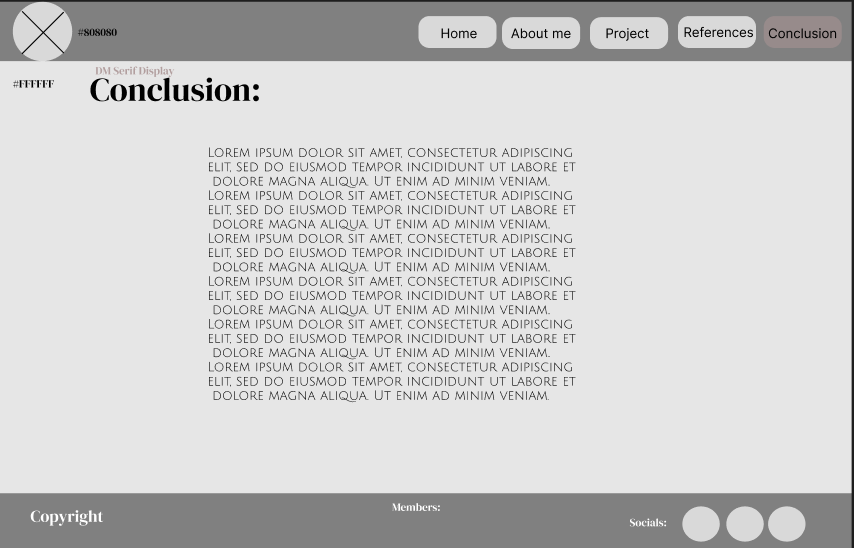 #808080
Home
About me
Project
References
Conclusion
DM Serif Display
#FFFFFF
Conclusion:
Lorem ipsum dolor sit amet, consectetur adipiscing
elit, sed do eiusmod tempor incididunt ut labore et
dolore magna aliqua. Ut enim ad minim veniam.
Lorem ipsum dolor sit amet, consectetur adipiscing
elit, sed do eiusmod tempor incididunt ut labore et
dolore magna aliqua. Ut enim ad minim veniam.
Lorem ipsum dolor sit amet, consectetur adipiscing
elit, sed do eiusmod tempor incididunt ut labore et
dolore magna aliqua. Ut enim ad minim veniam.
Lorem ipsum dolor sit amet, consectetur adipiscing
elit, sed do eiusmod tempor incididunt ut labore et
dolore magna aliqua. Ut enim ad minim veniam.
Lorem ipsum dolor sit amet, consectetur adipiscing
elit, sed do eiusmod tempor incididunt ut labore et
dolore magna aliqua. Ut enim ad minim veniam.
Lorem ipsum dolor sit amet, consectetur adipiscing
elit, sed do eiusmod tempor incididunt ut labore et
dolore magna aliqua. Ut enim ad minim veniam.
Copyright
Members:
Socials: